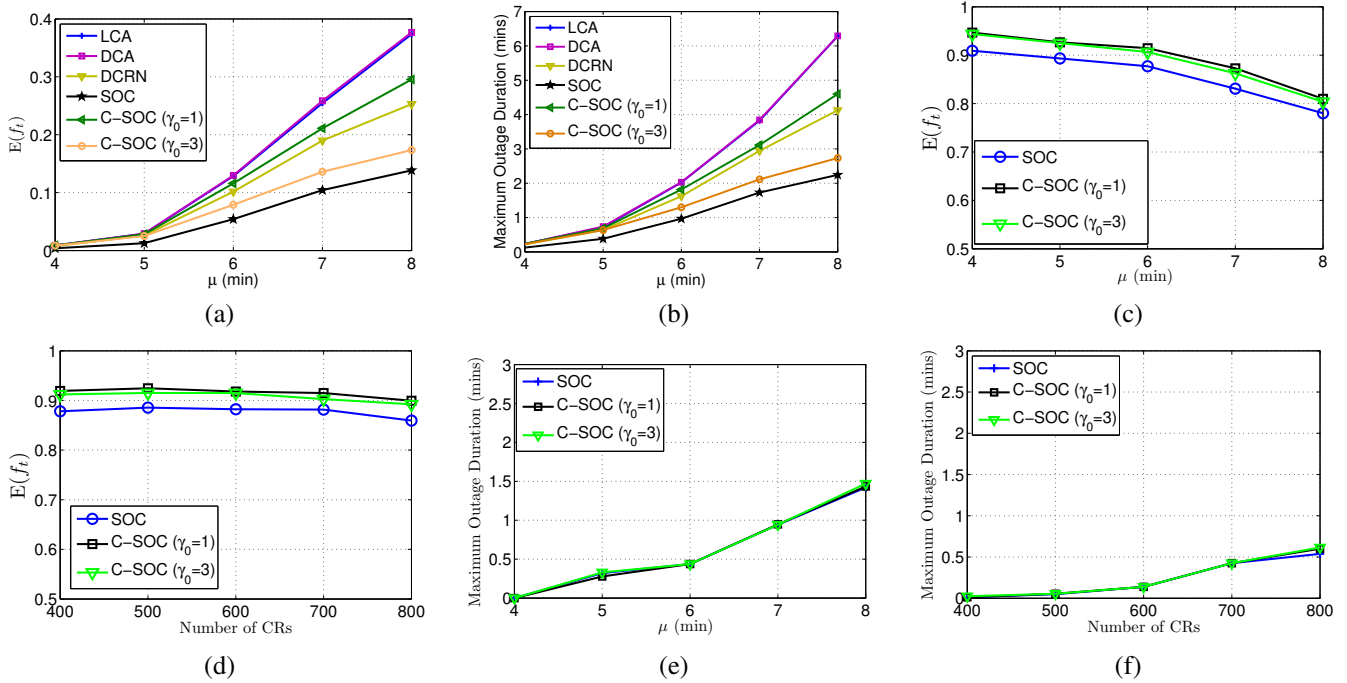 0.4
0.3
0.2
0.1
0
E(fₜ)
LCA
DCA
DCRN
SOC
C−SOC (γ₀=1)
C−SOC (γ₀=3)
4 5 6 7 8
μ (min)
(a)
7
6
5
4
3
2
1
0
Maximum Outage Duration (mins)
LCA
DCA
DCRN
SOC
C−SOC (γ₀=1)
C−SOC (γ₀=3)
4 5 6 7 8
μ (min)
(b)
1
0.9
0.8
0.7
0.6
0.5
E(fₜ)
SOC
C−SOC (γ₀=1)
C−SOC (γ₀=3)
4 5 6 7 8
μ (min)
(c)
1
0.9
0.8
0.7
0.6
0.5
E(fₜ)
SOC
C−SOC (γ₀=1)
C−SOC (γ₀=3)
400 500 600 700 800
Number of CRs
(d)
3
2.5
2
1.5
1
0.5
0
Maximum Outage Duration (mins)
SOC
C−SOC (γ₀=1)
C−SOC (γ₀=3)
4 5 6 7 8
μ (min)
(e)
3
2.5
2
1.5
1
0.5
0
Maximum Outage Duration (mins)
SOC
C−SOC (γ₀=1)
C−SOC (γ₀=3)
400 500 600 700 800
Number of CRs
(f)